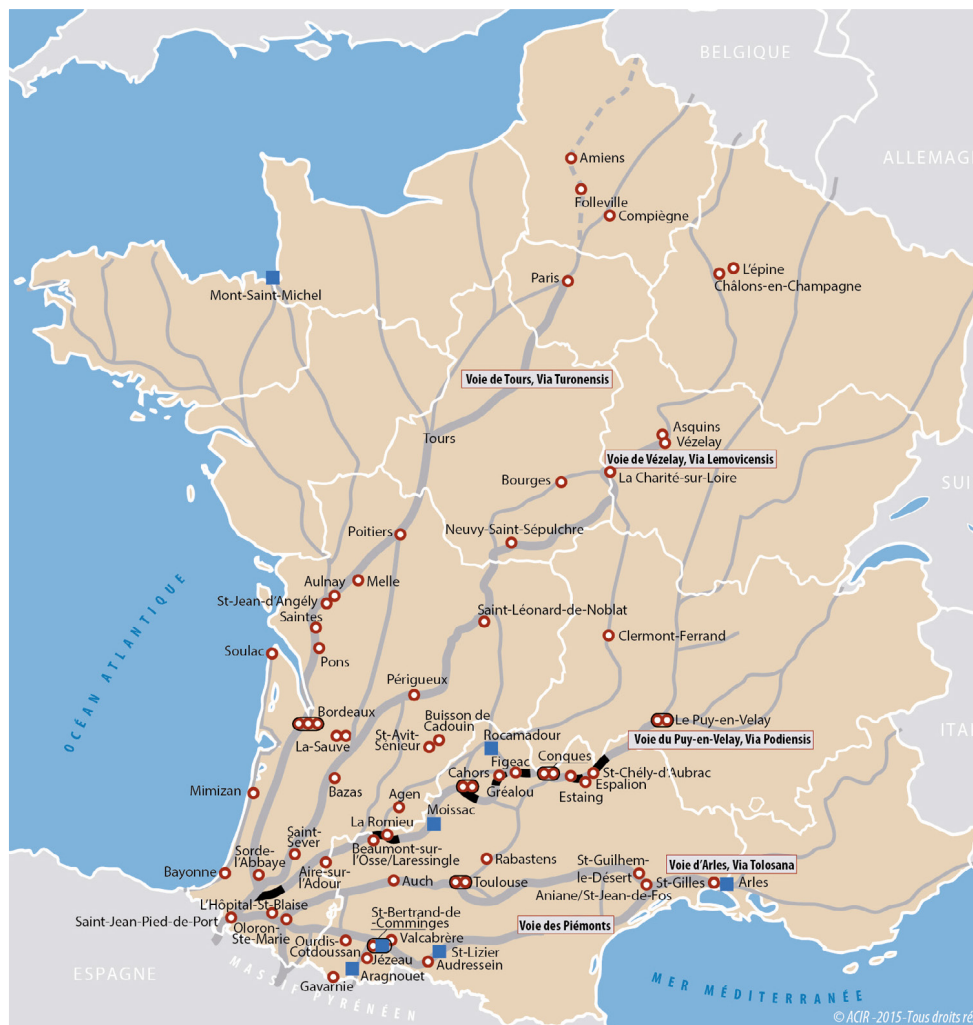 BELGIQUE
ALLEMAG
Amiens
Folleville
Compiègne
L'épine
Châlons-en-Champagne
Paris
Mont-Saint-Michel
Voie de Tours, Via Turonensis
Tours
Asquins
Vézelay
Voie de Vézelay, Via Lemovicensis
La Charité-sur-Loire
Bourges
SUI
Neuvy-Saint-Sépulchre
Poitiers
Aulnay
Melle
St-Jean-d'Angély
Saintes
Saint-Léonard-de-Noblat
Clermont-Ferrand
Soulac
Pons
OCÉAN ATLANTIQUE
Périgueux
Bordeaux
Buisson de
Cadouin
St-Avit-
Sénieur
La-Sauve
Rocamadour
Le Puy-en-Velay
ITAL
Voie du Puy-en-Velay, Via Podiensis
Figeac
Conques
Cahors
St-Chély-d'Aubrac
Espalion
Estaing
Gréalou
Mimizan
Bazas
Agen
Moissac
La Romieu
Beaumont-sur-
l'Osse/Laressingle
Saint-
Sever
Sorde-
l'Abbaye
Aire-sur-
l'Adour
Bayonne
Rabastens
Auch
Toulouse
St-Guilhem-
le-Désert
Aniane/St-Jean-de-Fos
Voie d'Arles, Via Tolosana
St-Gilles
Arles
L'Hôpital-St-Blaise
Saint-Jean-Pied-de-Port
Oloron-
Ste-Marie
St-Bertrand-de
-Comminges
Voie des Piémonts
Ourdis-
Cotdoussan
Valcabrère
Jézeau
St-Lizier
Audressein
Aragnouet
Gavarnie
ESPAGNE
MASSIF PYRÉNÉEN
MER MÉDITERRANÉE
© ACIR -2015-Tous droits ré